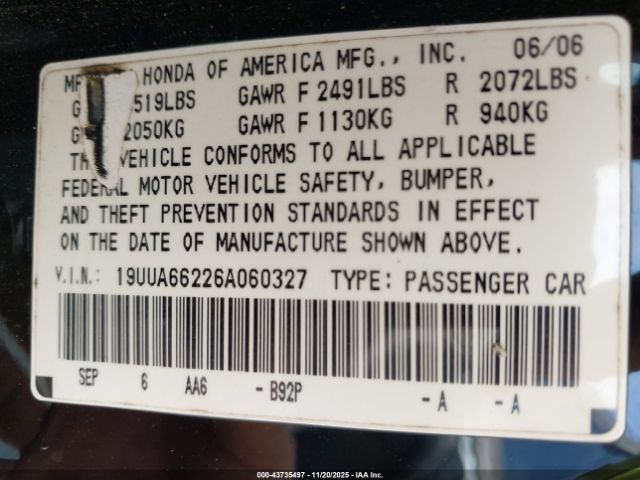 HONDA OF AMERICA MFG., INC. 06/06
519LBS GAWR F 2491LBS R 2072LBS
2050KG GAWR F 1130KG R 940KG
VEHICLE CONFORMS TO ALL APPLICABLE
FEDERAL MOTOR VEHICLE SAFETY, BUMPER,
AND THEFT PREVENTION STANDARDS IN EFFECT
ON THE DATE OF MANUFACTURE SHOWN ABOVE.
V.I.N.: 19UUA66226A060327 TYPE: PASSENGER CAR
SEP 6 AA6 - B92P - A - A
000-43735497 - 11/20/2025 - IAA Inc.